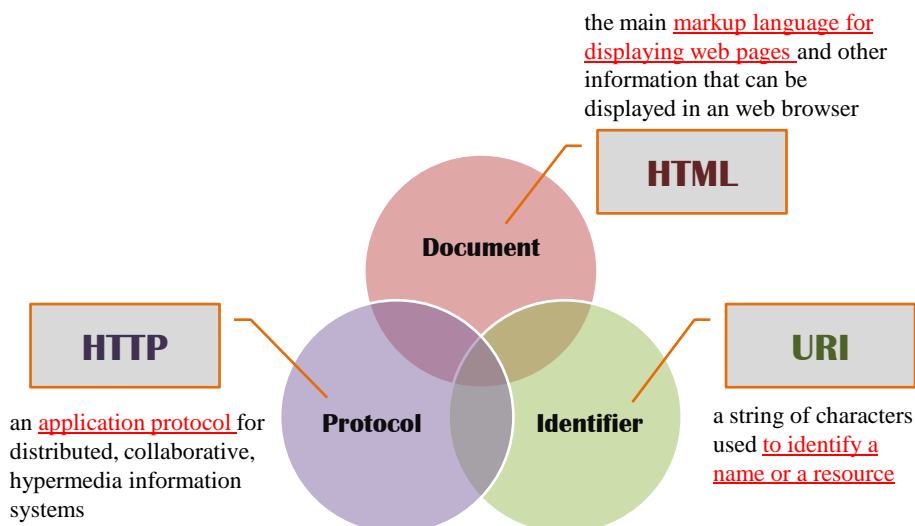 the main markup language for
displaying web pages and other
information that can be
displayed in an web browser
HTML
Document
HTTP
URI
Protocol
Identifier
an application protocol for
distributed, collaborative,
hypermedia information
systems
a string of characters
used to identify a
name or a resource